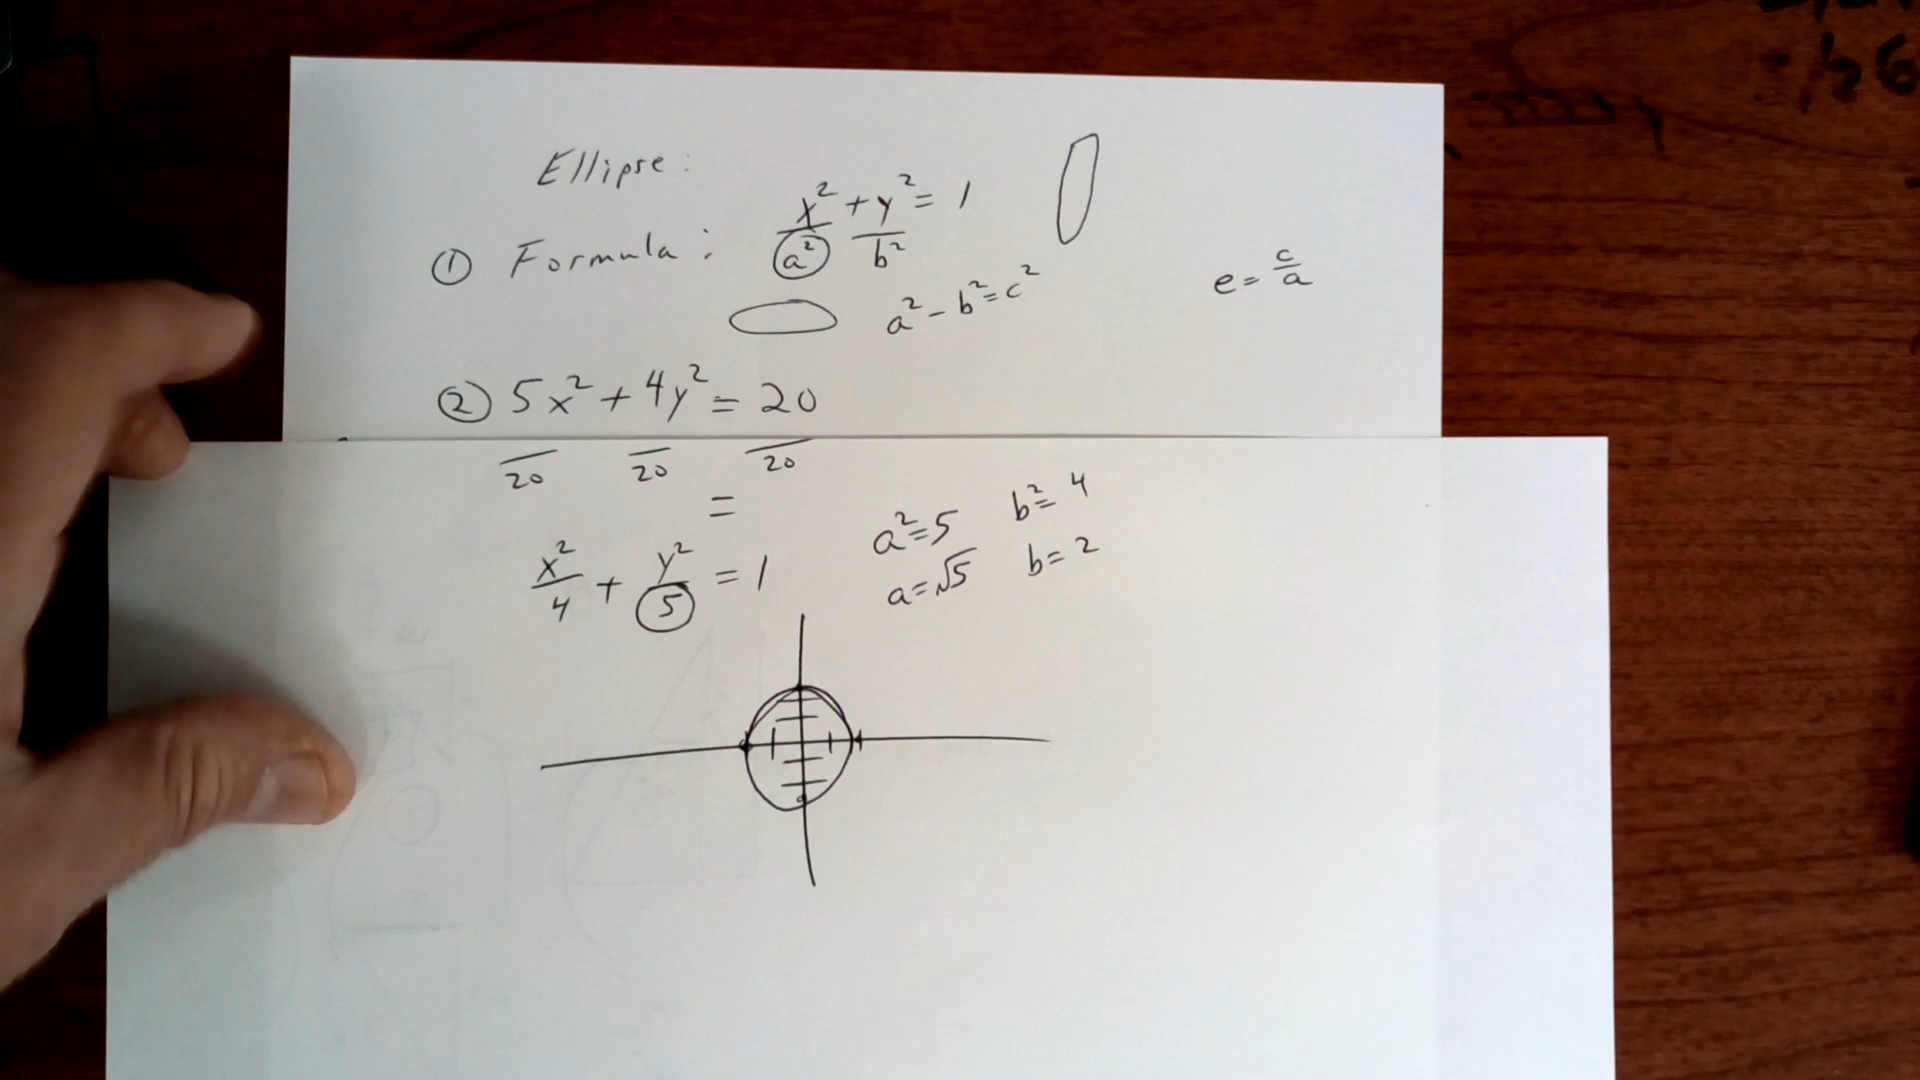 Ellipse:
① Formula: x²/a² + y²/b² = 1
a² - b² = c²
e = c/a
② 5x² + 4y² = 20
/20 /20 /20
=
x²/4 + y²/5 = 1
a² = 5 b² = 4
a = √5 b = 2